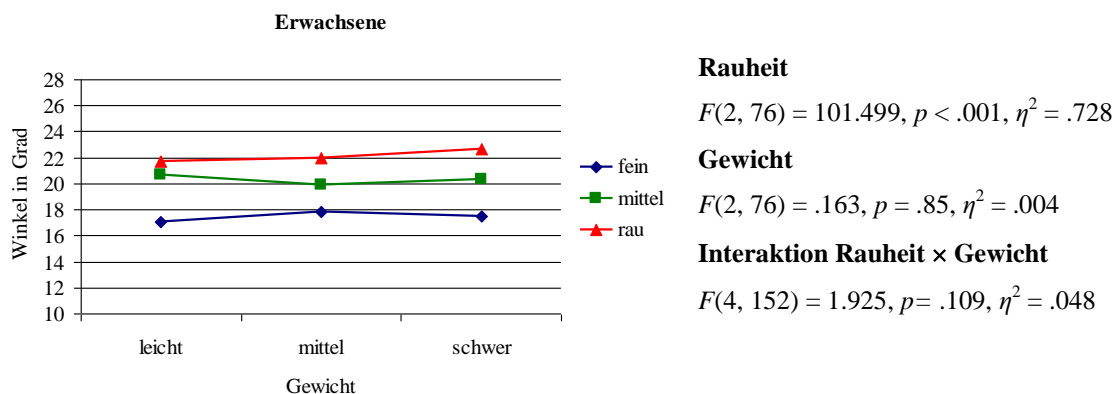 Erwachsene
Winkel in Grad
28
26
24
22
20
18
16
14
12
10
leicht
mittel
schwer
Gewicht
fein
mittel
rau
Rauheit
F(2, 76) = 101.499, p < .001, η² = .728
Gewicht
F(2, 76) = .163, p = .85, η² = .004
Interaktion Rauheit × Gewicht
F(4, 152) = 1.925, p= .109, η² = .048